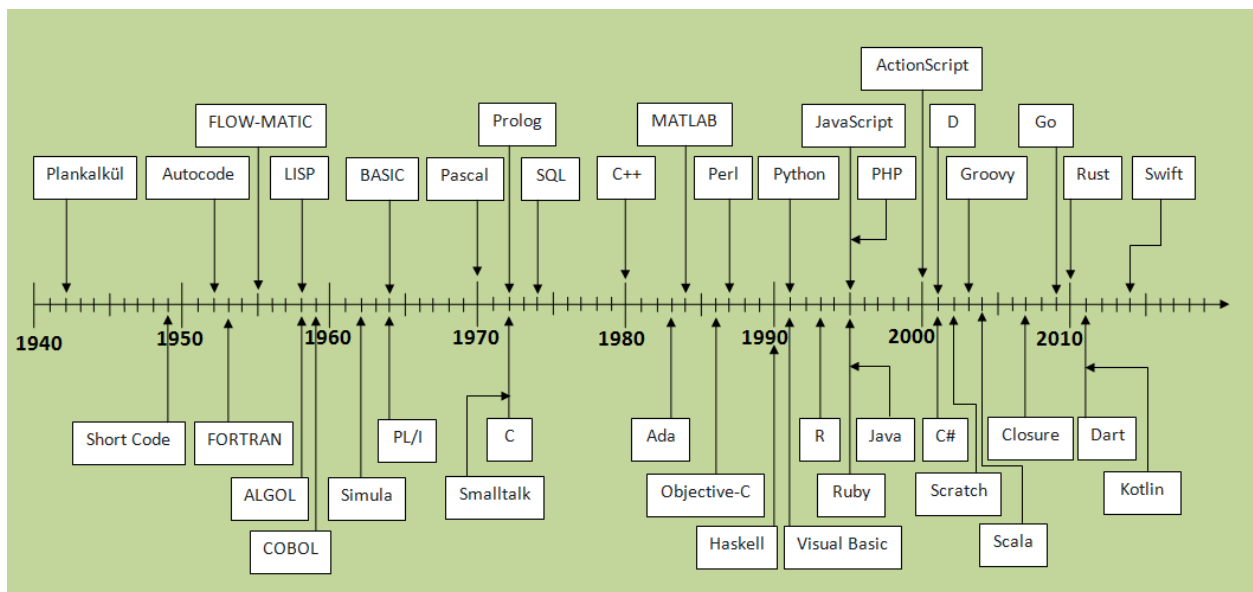 ActionScript
FLOW-MATIC
Prolog
MATLAB
JavaScript
D
Go
Plankalkül
Autocode
LISP
BASIC
Pascal
SQL
C++
Perl
Python
PHP
Groovy
Rust
Swift
1940
1950
1960
1970
1980
1990
2000
2010
Short Code
FORTRAN
PL/I
C
Ada
R
Java
C#
Closure
Dart
ALGOL
Simula
Smalltalk
Objective-C
Ruby
Scratch
Kotlin
COBOL
Haskell
Visual Basic
Scala